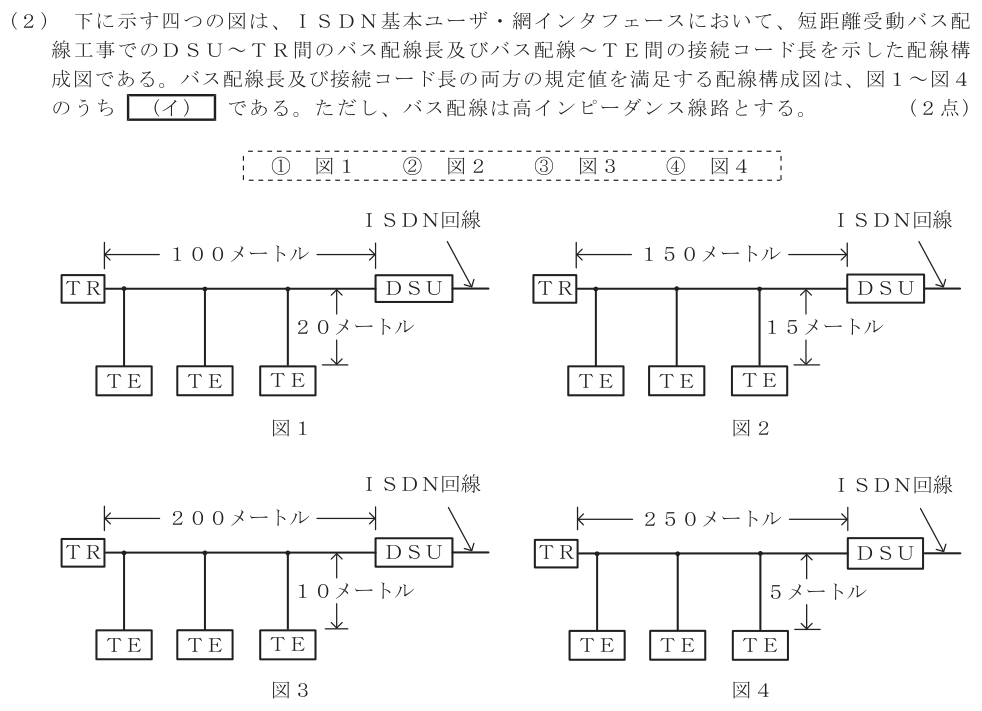 (2) 下に示す四つの図は、ＩＳＤＮ基本ユーザ・網インタフェースにおいて、短距離受動バス配
線工事でのＤＳＵ～ＴＲ間のバス配線長及びバス配線～ＴＥ間の接続コード長を示した配線構
成図である。バス配線長及び接続コード長の両方の規定値を満足する配線構成図は、図１～図４
のうち （イ） である。ただし、バス配線は高インピーダンス線路とする。 （２点）
① 図１ ② 図２ ③ 図３ ④ 図４
ＩＳＤＮ回線 ＩＳＤＮ回線
１００メートル １５０メートル
ＴＲ ＤＳＵ ＴＲ ＤＳＵ
２０メートル １５メートル
ＴＥ ＴＥ ＴＥ ＴＥ ＴＥ ＴＥ
図１ 図２
ＩＳＤＮ回線 ＩＳＤＮ回線
２００メートル ２５０メートル
ＴＲ ＤＳＵ ＴＲ ＤＳＵ
１０メートル ５メートル
ＴＥ ＴＥ ＴＥ ＴＥ ＴＥ ＴＥ
図３ 図４